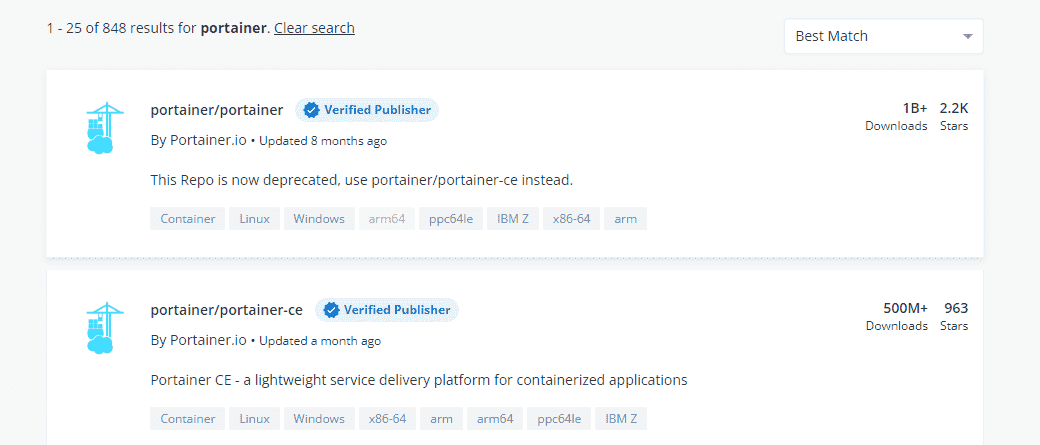 1 - 25 of 848 results for portainer. Clear search
Best Match
portainer/portainer Verified Publisher
1B+ 2.2K
Downloads Stars
By Portainer.io • Updated 8 months ago
This Repo is now deprecated, use portainer/portainer-ce instead.
Container Linux Windows arm64 ppc64le IBM Z x86-64 arm
portainer/portainer-ce Verified Publisher
500M+ 963
Downloads Stars
By Portainer.io • Updated a month ago
Portainer CE - a lightweight service delivery platform for containerized applications
Container Linux Windows x86-64 arm arm64 ppc64le IBM Z